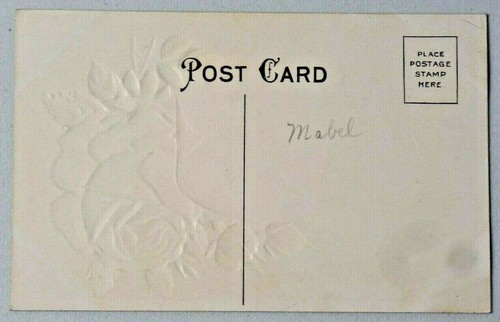 POST CARD
PLACE
POSTAGE
STAMP
HERE
Mabel